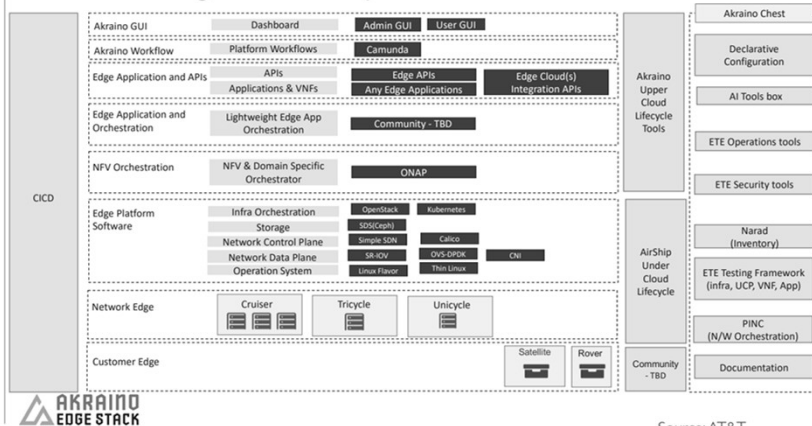 Akraino GUI
Dashboard
Admin GUI
User GUI
Akraino Workflow
Platform Workflows
Camunda
Edge Application and APIs
APIs
Applications & VNFs
Edge APIs
Any Edge Applications
Edge Cloud(s)
Integration APIs
Edge Application and
Orchestration
Lightweight Edge App
Orchestration
Community - TBD
NFV Orchestration
NFV & Domain Specific
Orchestrator
ONAP
CICD
Edge Platform
Software
Infra Orchestration
OpenStack
Kubernetes
Storage
SDS(Ceph)
Network Control Plane
Simple SDN
Calico
Network Data Plane
SR-IOV
OVS-DPDK
CNI
Operation System
Linux Flavor
Thin Linux
Network Edge
Cruiser
Tricycle
Unicycle
Customer Edge
Satellite
Rover
Akraino
Upper
Cloud
Lifecycle
Tools
AirShip
Under
Cloud
Lifecycle
Community
- TBD
Akraino Chest
Declarative
Configuration
AI Tools box
ETE Operations tools
ETE Security tools
Narad
(Inventory)
ETE Testing Framework
(infra, UCP, VNF, App)
PINC
(N/W Orchestration)
Documentation
AKRAINO
EDGE STACK
Source: AT&T